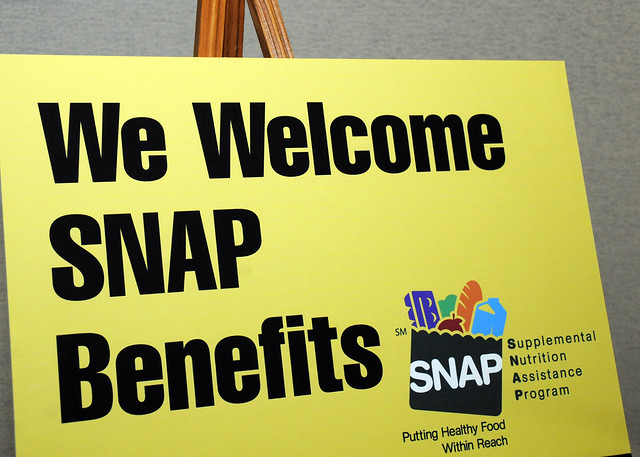 We Welcome
SNAP
Benefits
SM
SNAP
Supplemental
Nutrition
Assistance
Program
Putting Healthy Food
Within Reach